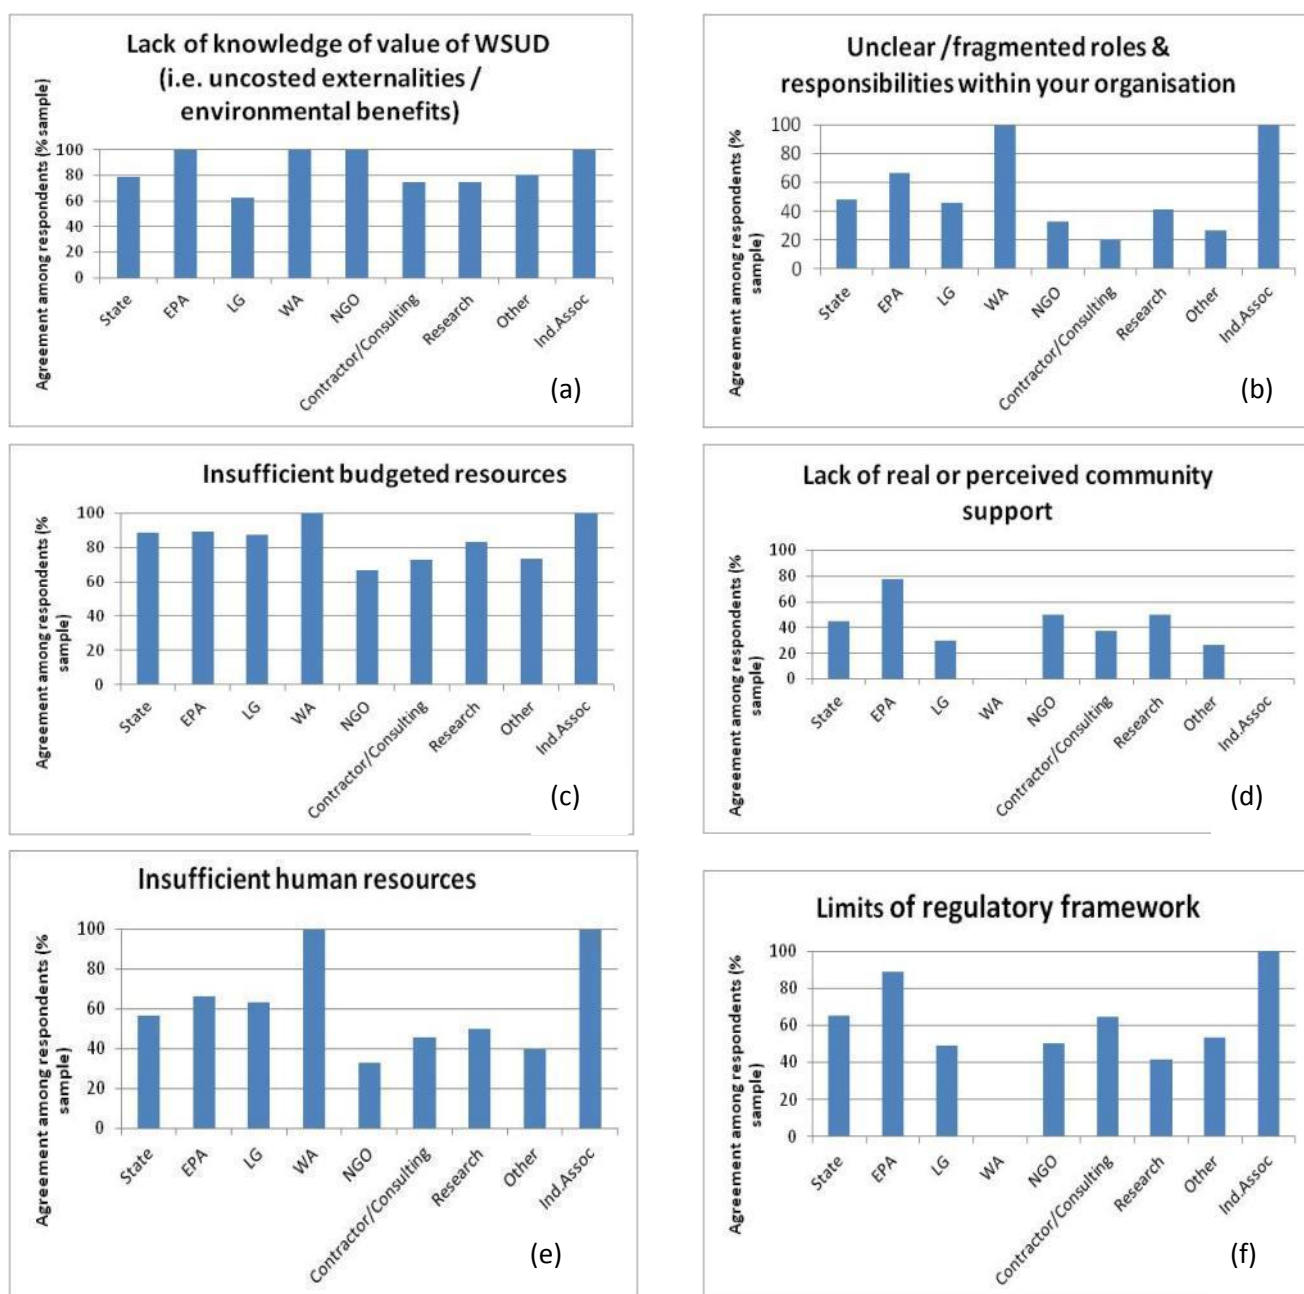 Lack of knowledge of value of WSUD
(i.e. uncosted externalities /
environmental benefits)
Agreement among respondents (% sample)
100
80
60
40
20
0
State
EPA
LG
WA
NGO
Contractor/Consulting
Research
Other
Ind.Assoc
(a)
Unclear /fragmented roles &
responsibilities within your organisation
Agreement among respondents (%
sample)
100
80
60
40
20
0
State
EPA
LG
WA
NGO
Contractor/Consulting
Research
Other
Ind.Assoc
(b)
Insufficient budgeted resources
Agreement among respondents (%
sample)
100
80
60
40
20
0
State
EPA
LG
WA
NGO
Contractor/Consulting
Research
Other
Ind.Assoc
(c)
Lack of real or perceived community
support
Agreement among respondents (%
sample)
100
80
60
40
20
0
State
EPA
LG
WA
NGO
Contractor/Consulting
Research
Other
Ind.Assoc
(d)
Insufficient human resources
Agreement among respondents (%
sample)
100
80
60
40
20
0
State
EPA
LG
WA
NGO
Contractor/Consulting
Research
Other
Ind.Assoc
(e)
Limits of regulatory framework
Agreement among respondents (%
sample)
100
80
60
40
20
0
State
EPA
LG
WA
NGO
Contractor/Consulting
Research
Other
Ind.Assoc
(f)